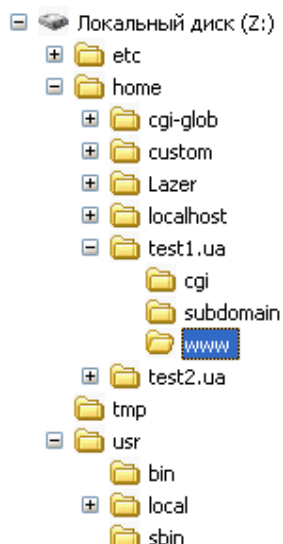 Локальный диск (Z:)
etc
home
cgi-glob
custom
Lazer
localhost
test1.ua
cgi
subdomain
www
test2.ua
tmp
usr
bin
local
sbin